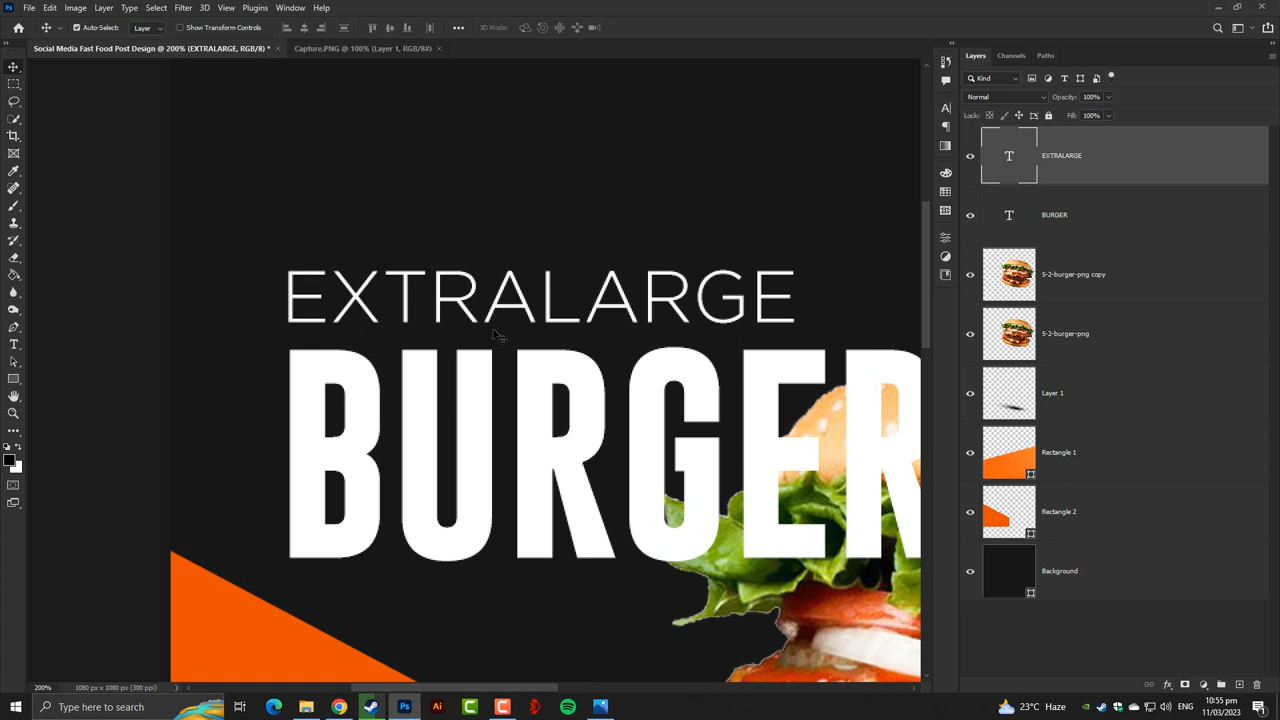 Ps File Edit Image Layer Type Select Filter 3D View Plugins Window Help
Auto-Select: Layer Show Transform Controls 3D Mode:
Social Media Fast Food Post Design @ 200% (EXTRALARGE, RGB/8) * × Capture.PNG @ 100% (Layer 1, RGB/8#) ×
Layers Channels Paths
Kind
Normal Opacity: 100%
Lock: Fill: 100%
T EXTRALARGE
T BURGER
5-2-burger-png copy
5-2-burger-png
Layer 1
Rectangle 1
Rectangle 2
Background
EXTRALARGE
BURGER
200% 1080 px x 1080 px (300 ppi)
Type here to search
Ps
Ai
23°C Haze
ENG
10:55 pm
11/03/2023